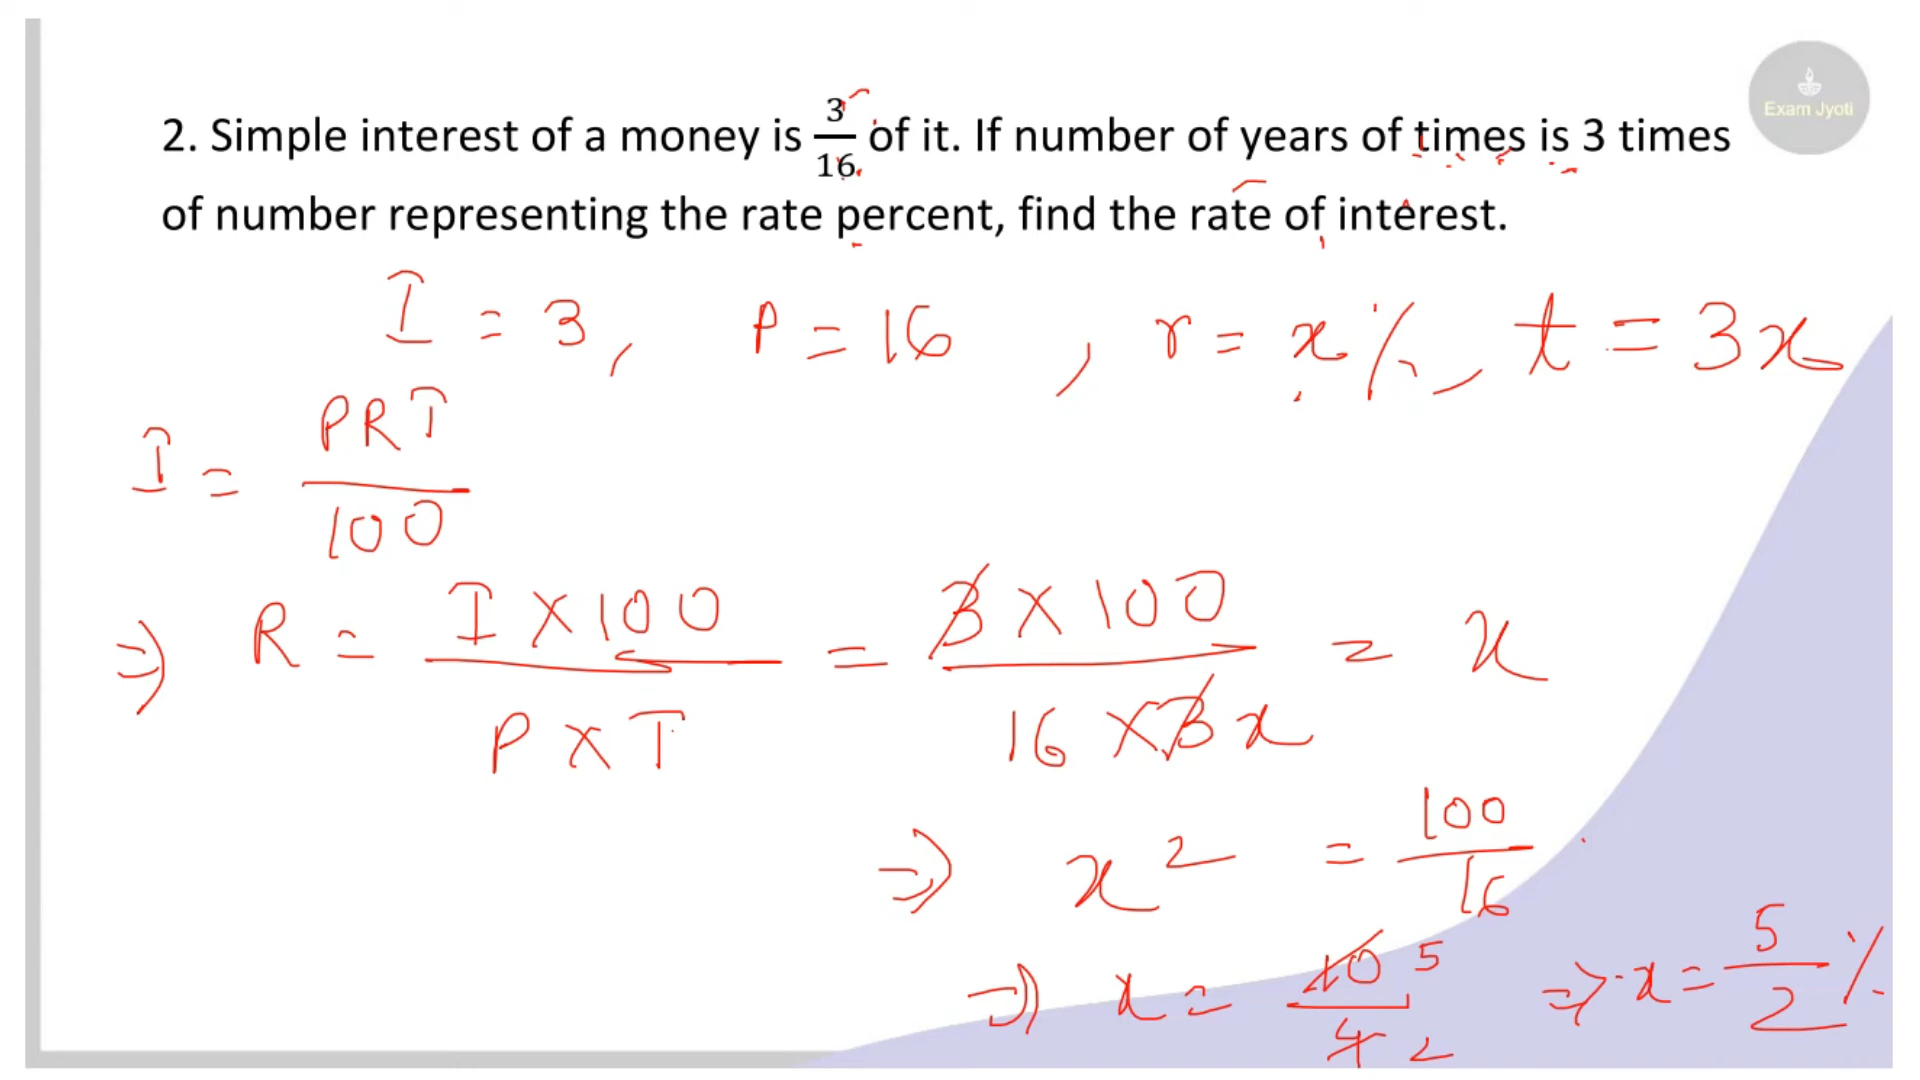 Exam Jyoti
2. Simple interest of a money is 3/16 of it. If number of years of times is 3 times
of number representing the rate percent, find the rate of interest.
I = 3, P = 16, r = x%, t = 3x
I = PRT/100
⇒ R = I × 100 / P × T = 3 × 100 / 16 × 3x = x
⇒ x² = 100/16
⇒ x = 10 5 / 4 2 ⇒ x = 5/2 %